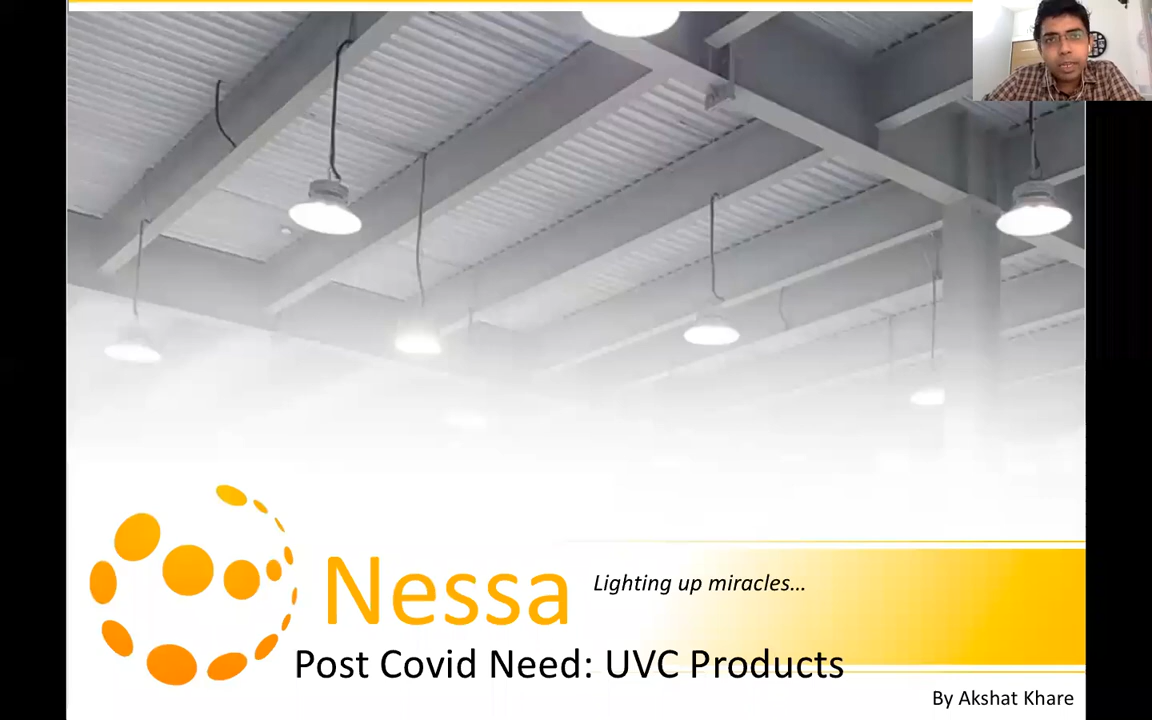 Nessa
Lighting up miracles...
Post Covid Need: UVC Products
By Akshat Khare